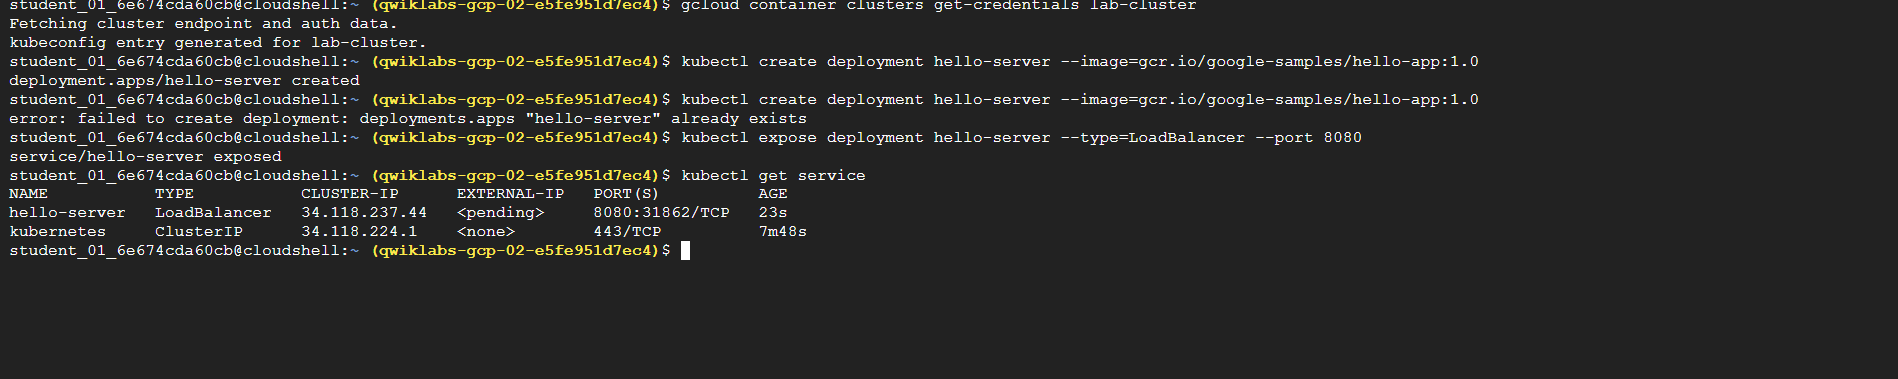 student_01_6e674cda60cb@cloudshell:~ (qwiklabs-gcp-02-e5fe951d7ec4)$ gcloud container clusters get-credentials lab-cluster
Fetching cluster endpoint and auth data.
kubeconfig entry generated for lab-cluster.
student_01_6e674cda60cb@cloudshell:~ (qwiklabs-gcp-02-e5fe951d7ec4)$ kubectl create deployment hello-server --image=gcr.io/google-samples/hello-app:1.0
deployment.apps/hello-server created
student_01_6e674cda60cb@cloudshell:~ (qwiklabs-gcp-02-e5fe951d7ec4)$ kubectl create deployment hello-server --image=gcr.io/google-samples/hello-app:1.0
error: failed to create deployment: deployments.apps "hello-server" already exists
student_01_6e674cda60cb@cloudshell:~ (qwiklabs-gcp-02-e5fe951d7ec4)$ kubectl expose deployment hello-server --type=LoadBalancer --port 8080
service/hello-server exposed
student_01_6e674cda60cb@cloudshell:~ (qwiklabs-gcp-02-e5fe951d7ec4)$ kubectl get service
NAME           TYPE           CLUSTER-IP      EXTERNAL-IP   PORT(S)          AGE
hello-server   LoadBalancer   34.118.237.44   <pending>     8080:31862/TCP   23s
kubernetes     ClusterIP      34.118.224.1    <none>        443/TCP          7m48s
student_01_6e674cda60cb@cloudshell:~ (qwiklabs-gcp-02-e5fe951d7ec4)$